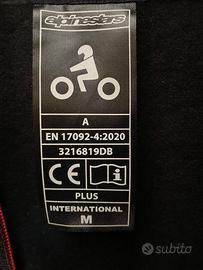 alpinestars
A
EN 17092-4:2020
3216819DB
CE i
PLUS
INTERNATIONAL
M
subito